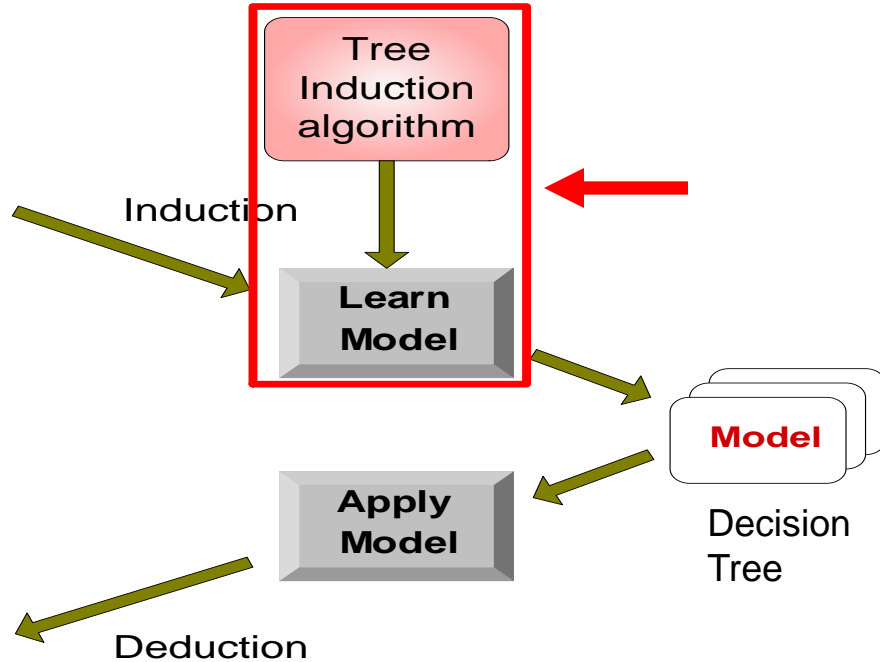 Tree
Induction
algorithm
Induction
Learn
Model
Model
Apply
Model
Decision
Tree
Deduction